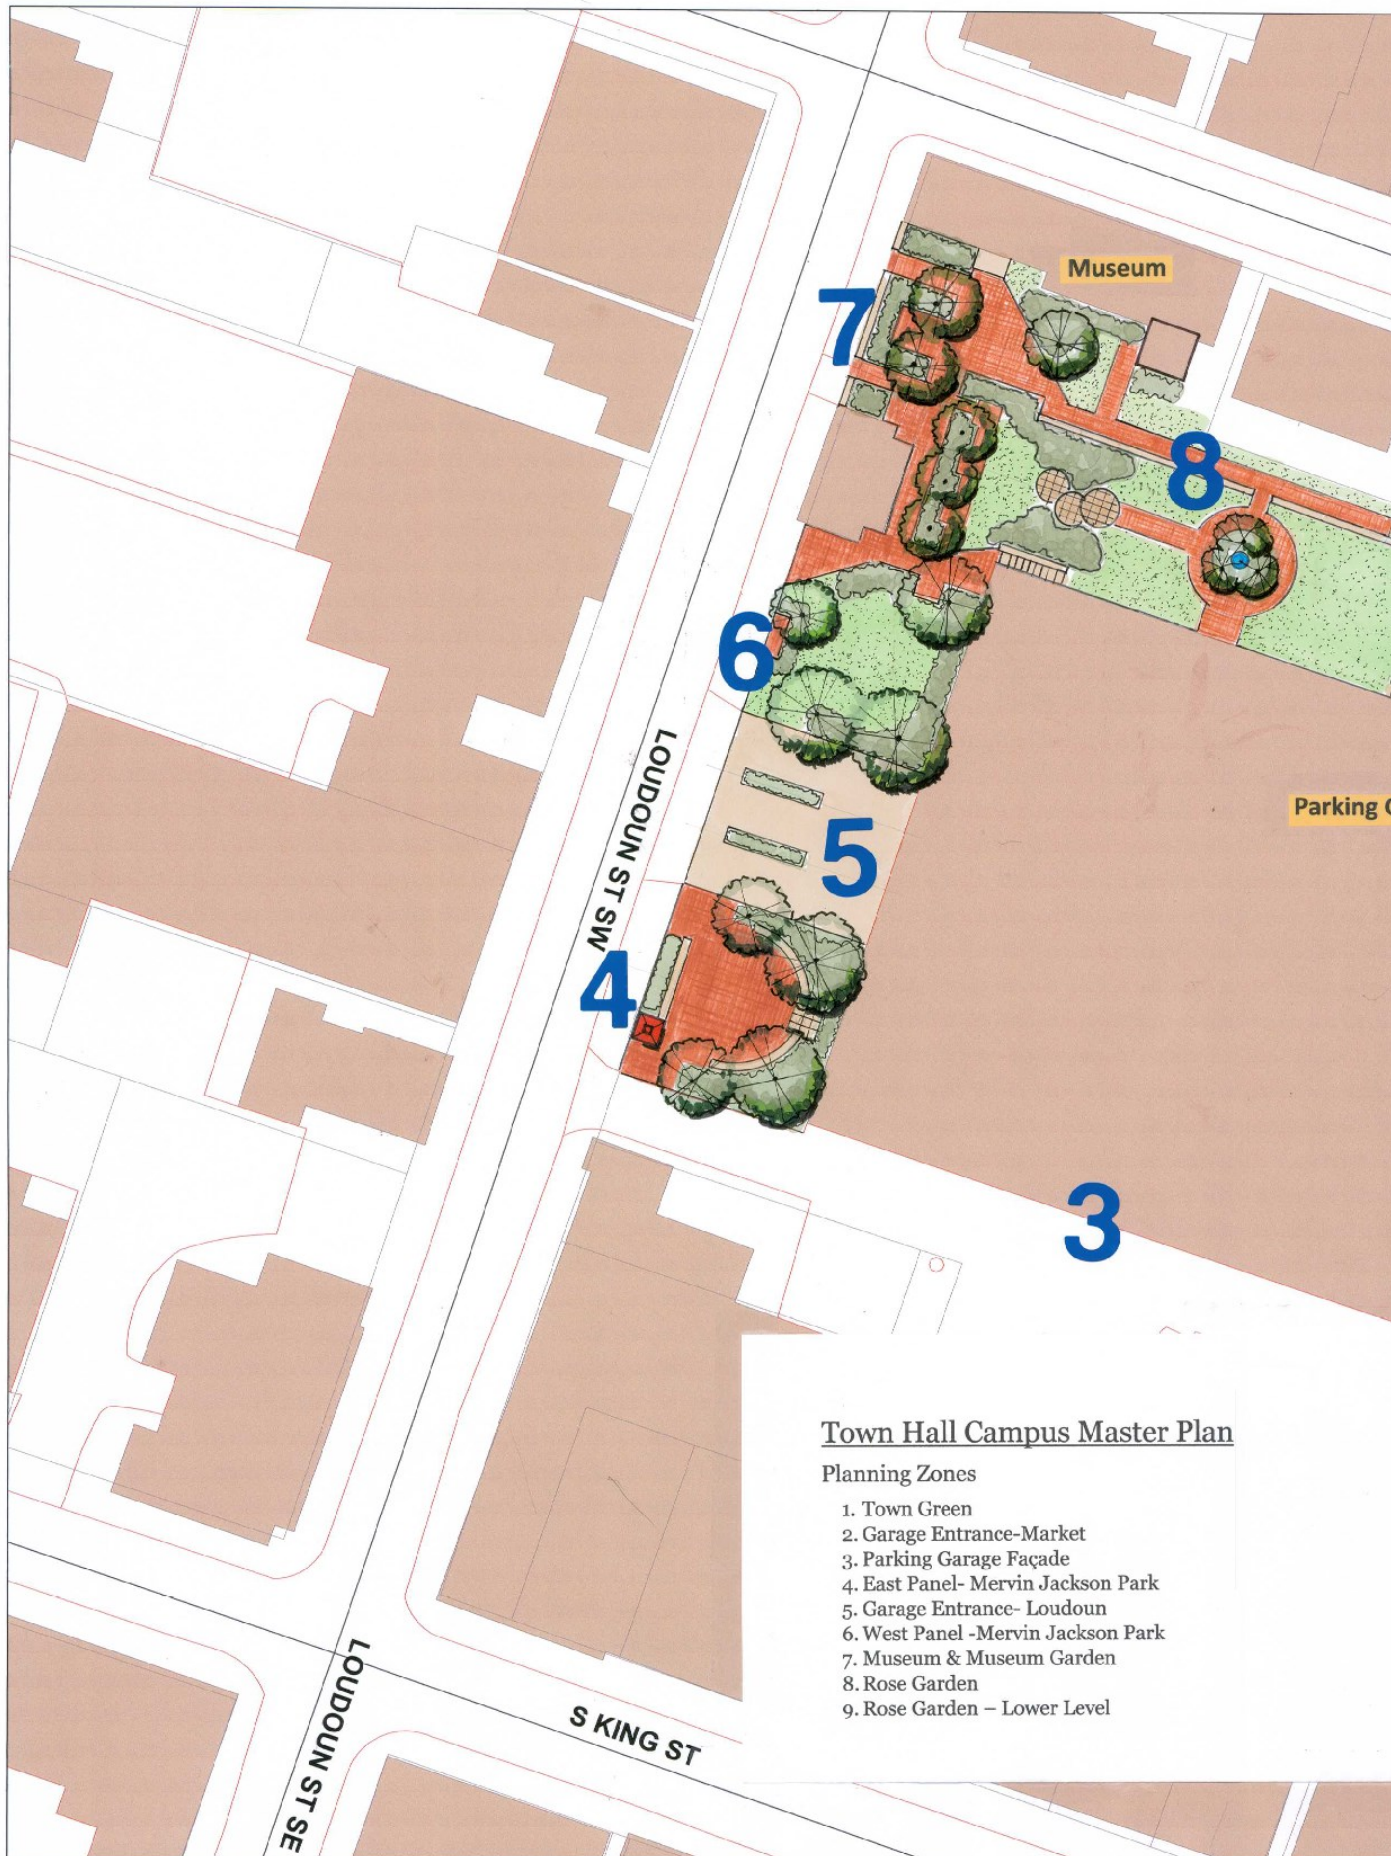 Museum
7
8
6
LOUDOUN ST SW
Parking
5
4
3
Town Hall Campus Master Plan
Planning Zones
1. Town Green
2. Garage Entrance-Market
3. Parking Garage Façade
4. East Panel- Mervin Jackson Park
5. Garage Entrance- Loudoun
6. West Panel -Mervin Jackson Park
7. Museum & Museum Garden
8. Rose Garden
9. Rose Garden – Lower Level
LOUDOUN ST SE
S KING ST